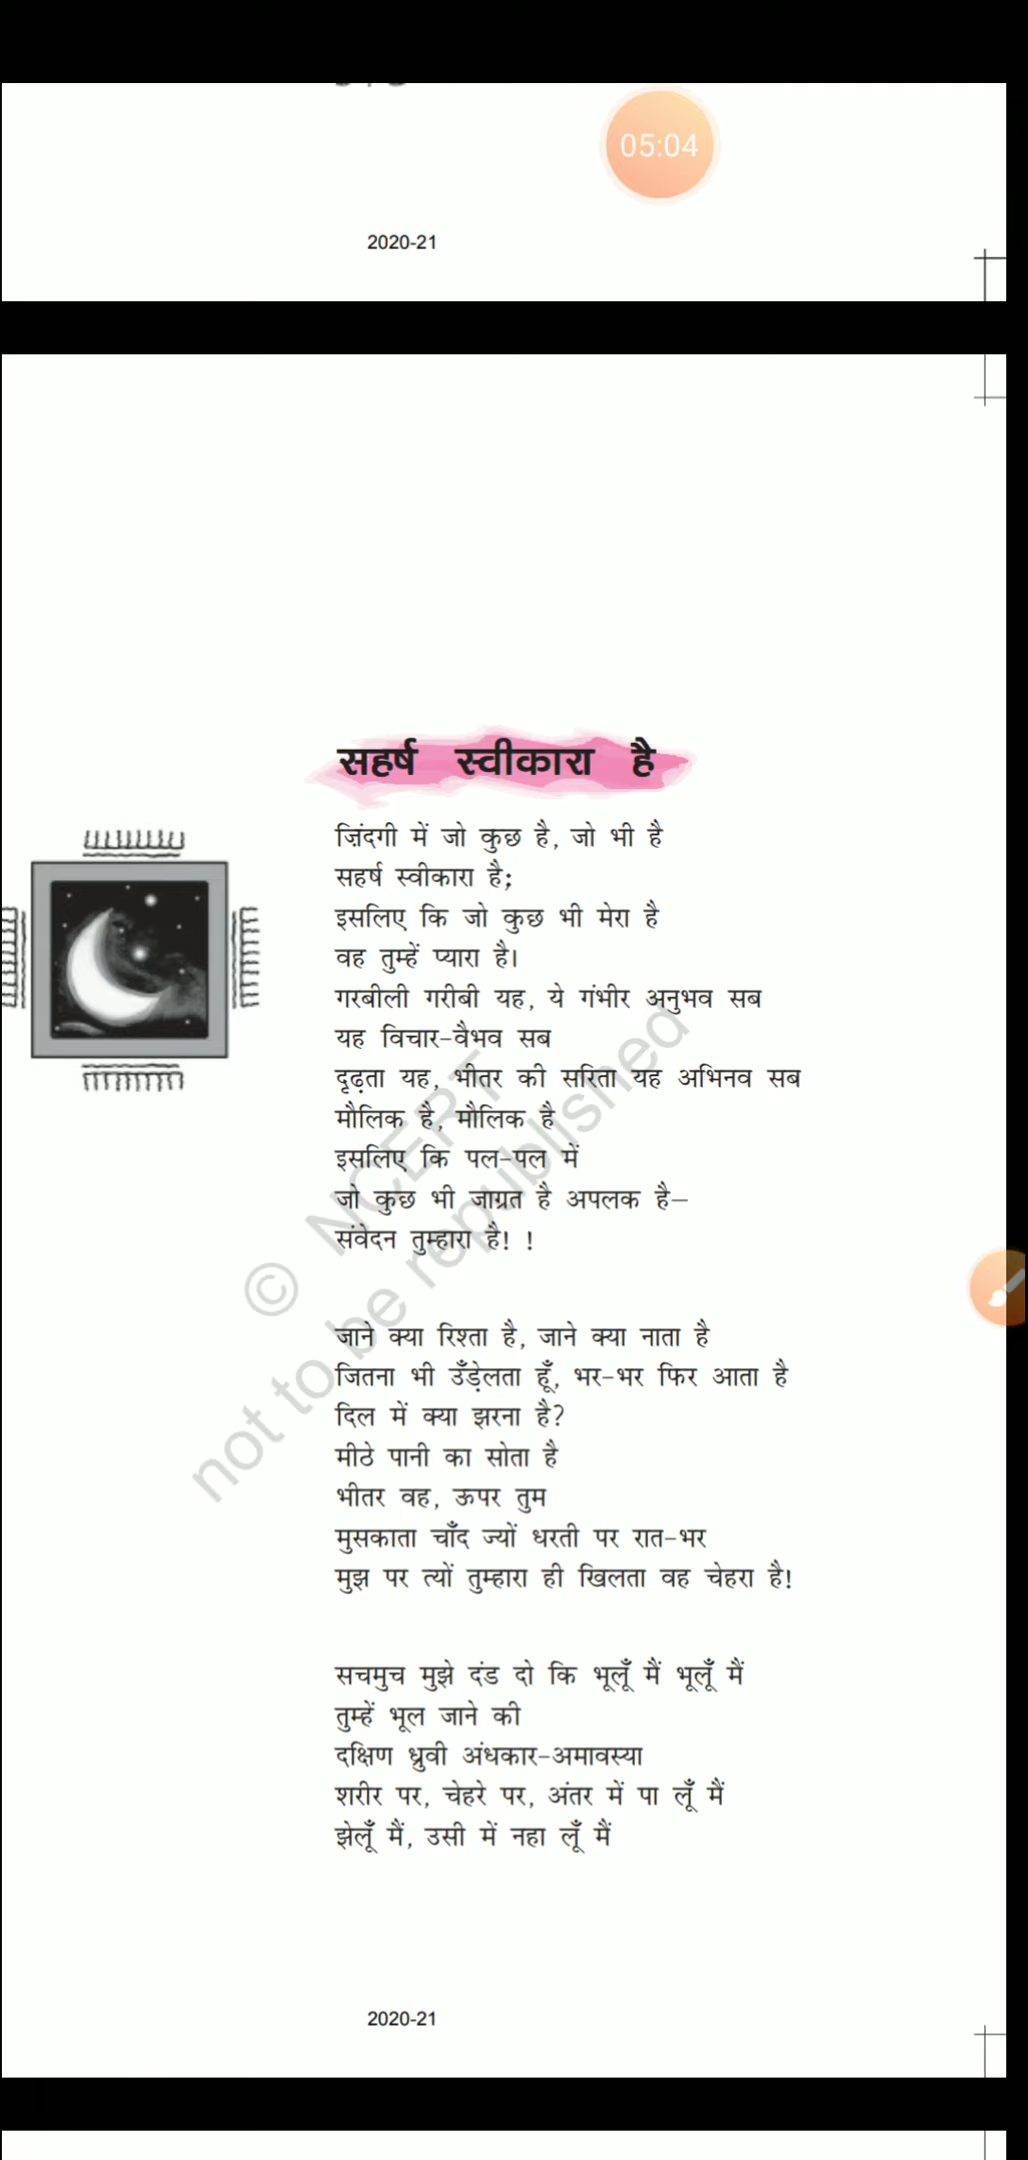 05:04
2020-21
सहर्ष स्वीकारा है
ज़िंदगी में जो कुछ है, जो भी है
सहर्ष स्वीकारा है;
इसलिए कि जो कुछ भी मेरा है
वह तुम्हें प्यारा है।
गरबीली गरीबी यह, ये गंभीर अनुभव सब
यह विचार-वैभव सब
दृढ़ता यह, भीतर की सरिता यह अभिनव सब
मौलिक है, मौलिक है
इसलिए कि पल-पल में
जो कुछ भी जाग्रत है अपलक है–
संवेदन तुम्हारा है! !
जाने क्या रिश्ता है, जाने क्या नाता है
जितना भी उँड़ेलता हूँ, भर-भर फिर आता है
दिल में क्या झरना है?
मीठे पानी का सोता है
भीतर वह, ऊपर तुम
मुसकाता चाँद ज्यों धरती पर रात-भर
मुझ पर त्यों तुम्हारा ही खिलता वह चेहरा है!
सचमुच मुझे दंड दो कि भूलूँ मैं भूलूँ मैं
तुम्हें भूल जाने की
दक्षिण ध्रुवी अंधकार-अमावस्या
शरीर पर, चेहरे पर, अंतर में पा लूँ मैं
झेलूँ मैं, उसी में नहा लूँ मैं
© NCERT
not to be republished
2020-21